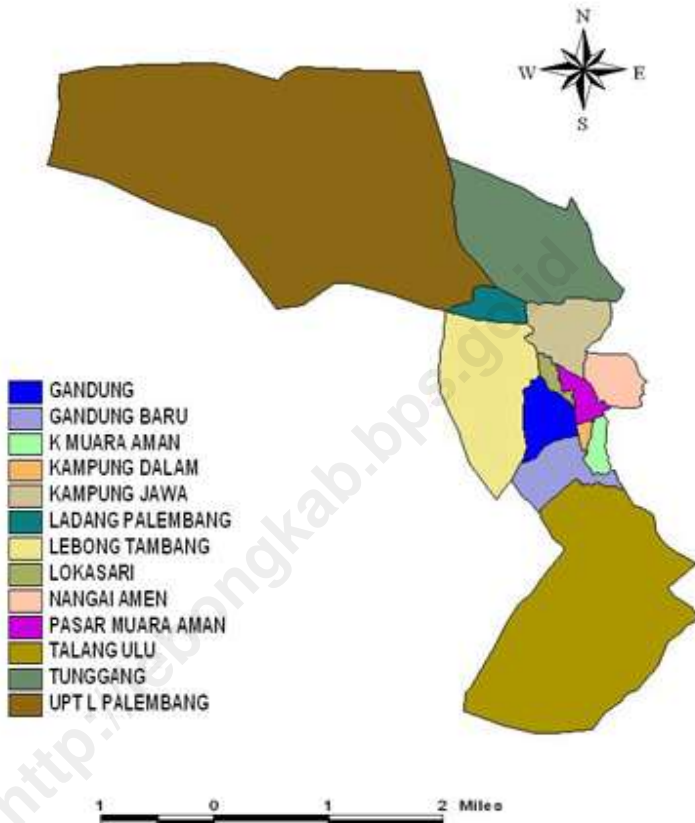 N
W E
S
GANDUNG
GANDUNG BARU
K MUARA AMAN
KAMPUNG DALAM
KAMPUNG JAWA
LADANG PALEMBANG
LEBONG TAMBANG
LOKASARI
NANGAI AMEN
PASAR MUARA AMAN
TALANG ULU
TUNGGANG
UPT L PALEMBANG
1 0 1 2 Miles
http://lebongkab.bps.go.id